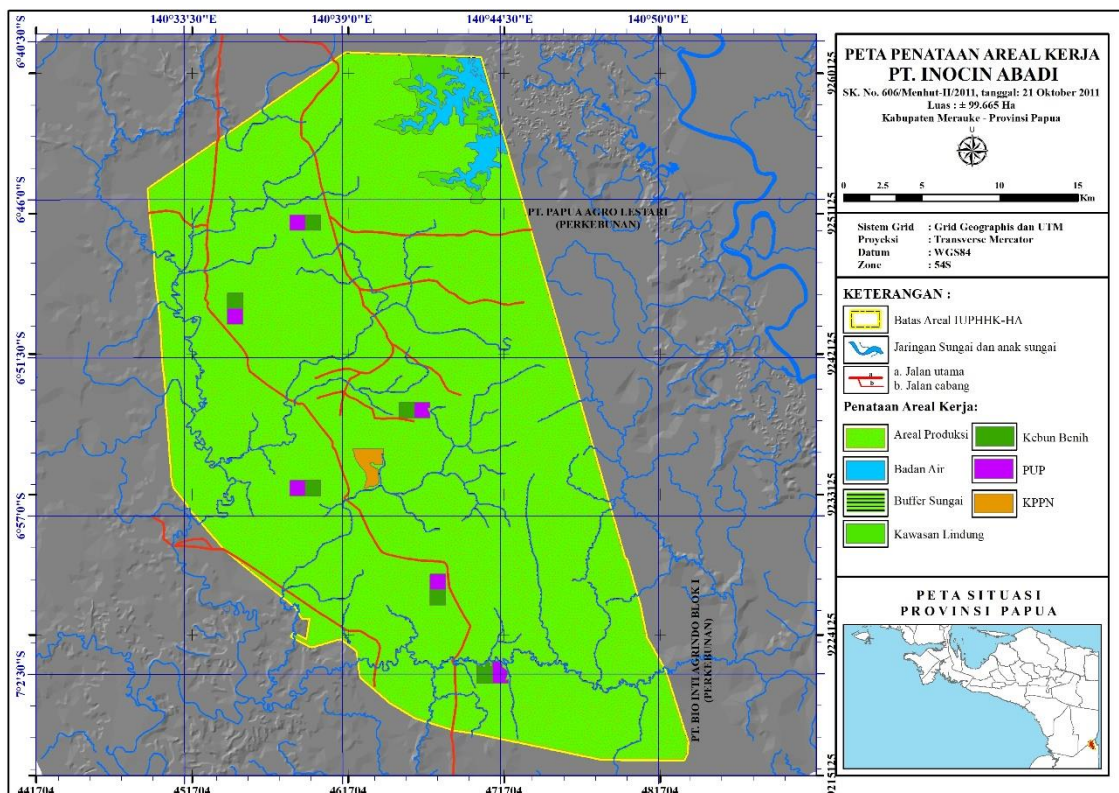 140°33'30"E
140°39'0"E
140°44'30"E
140°50'0"E
6°40'30"S
6°46'0"S
6°51'30"S
6°57'0"S
7°2'30"S
9260125
9251125
9242125
9233125
9224125
9215125
441704
451704
461704
471704
481704
PT. PAPUA AGRO LESTARI
(PERKEBUNAN)
PT. BIO INTI AGRINDO BLOK I
(PERKEBUNAN)
PETA PENATAAN AREAL KERJA
PT. INOCIN ABADI
SK. No. 606/Menhut-II/2011, tanggal: 21 Oktober 2011
Luas : ± 99.665 Ha
Kabupaten Merauke - Provinsi Papua
U
0 2.5 5 10 15
Km
Sistem Grid : Grid Geographis dan UTM
Proyeksi : Transverse Mercator
Datum : WGS84
Zone : 54S
KETERANGAN :
Batas Areal IUPHHK-HA
Jaringan Sungai dan anak sungai
a
b
a. Jalan utama
b. Jalan cabang
Penataan Areal Kerja:
Areal Produksi
Kebun Benih
Badan Air
PUP
Buffer Sungai
KPPN
Kawasan Lindung
PETA SITUASI
PROVINSI PAPUA